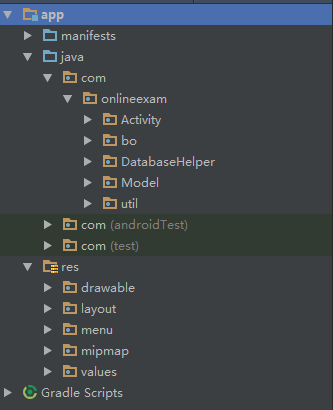 app
manifests
java
com
onlineexam
Activity
bo
DatabaseHelper
Model
util
com (androidTest)
com (test)
res
drawable
layout
menu
mipmap
values
Gradle Scripts